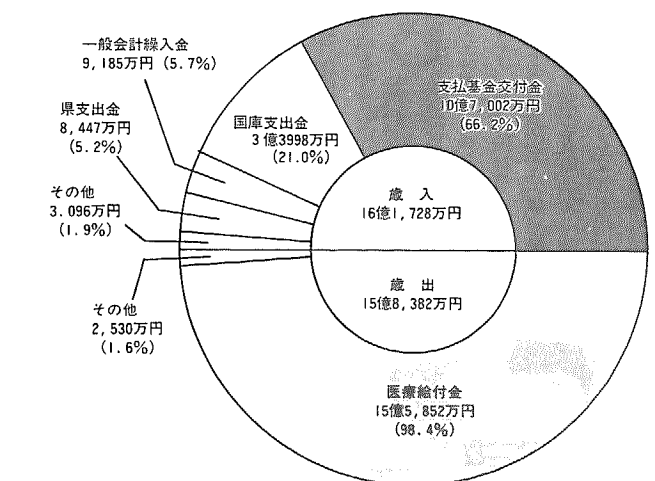 一般会計繰入金
9,185万円(5.7%)
県支出金
8,447万円
(5.2%)
その他
3.096万円
(1.9%)
その他
2,530万円
(1.6%)
国庫支出金
3億3998万円
(21.0%)
支払基金交付金
10億7,002万円
(66.2%)
歳入
16億1,728万円
歳出
15億8,382万円
医療給付金
15億5,852万円
(98.4%)